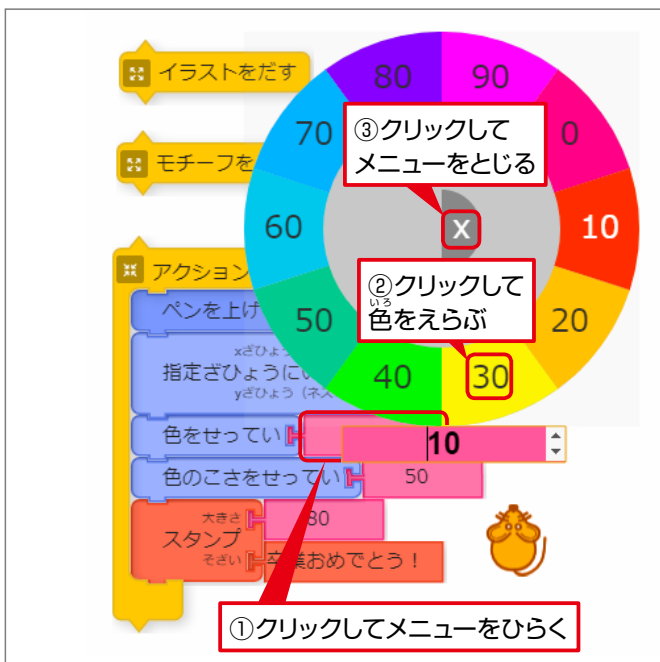 イラストをだす
80
90
70
0
③クリックして
メニューをとじる
モチーフを
60
x
10
アクション
②クリックして
いろ
色をえらぶ
ペンを上げ
50
20
xざひょう
指定ざひょうに
yざひょう（ネス
40
30
色をせってい
10
色のこさをせってい
50
大きさ
80
スタンプ
そざい
卒業おめでとう！
①クリックしてメニューをひらく